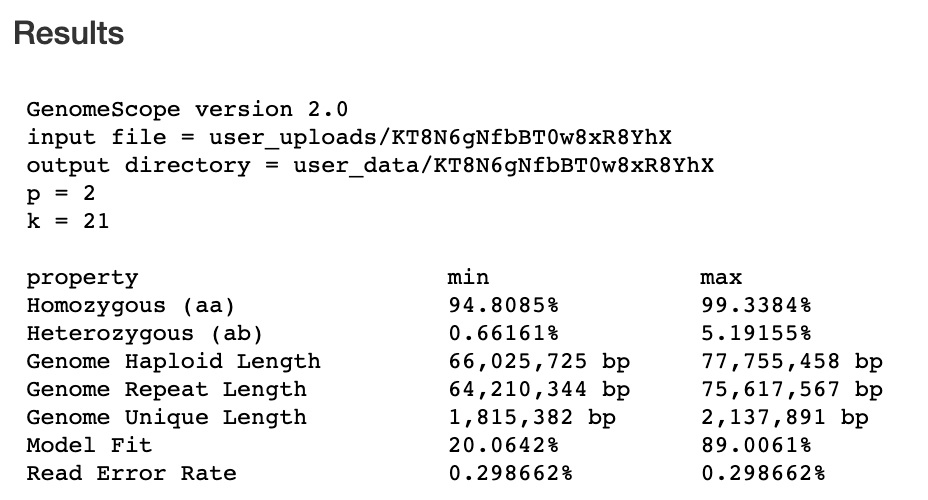 Results
GenomeScope version 2.0
input file = user_uploads/KT8N6gNfbBT0w8xR8YhX
output directory = user_data/KT8N6gNfbBT0w8xR8YhX
p = 2
k = 21
property min max
Homozygous (aa) 94.8085% 99.3384%
Heterozygous (ab) 0.66161% 5.19155%
Genome Haploid Length 66,025,725 bp 77,755,458 bp
Genome Repeat Length 64,210,344 bp 75,617,567 bp
Genome Unique Length 1,815,382 bp 2,137,891 bp
Model Fit 20.0642% 89.0061%
Read Error Rate 0.298662% 0.298662%